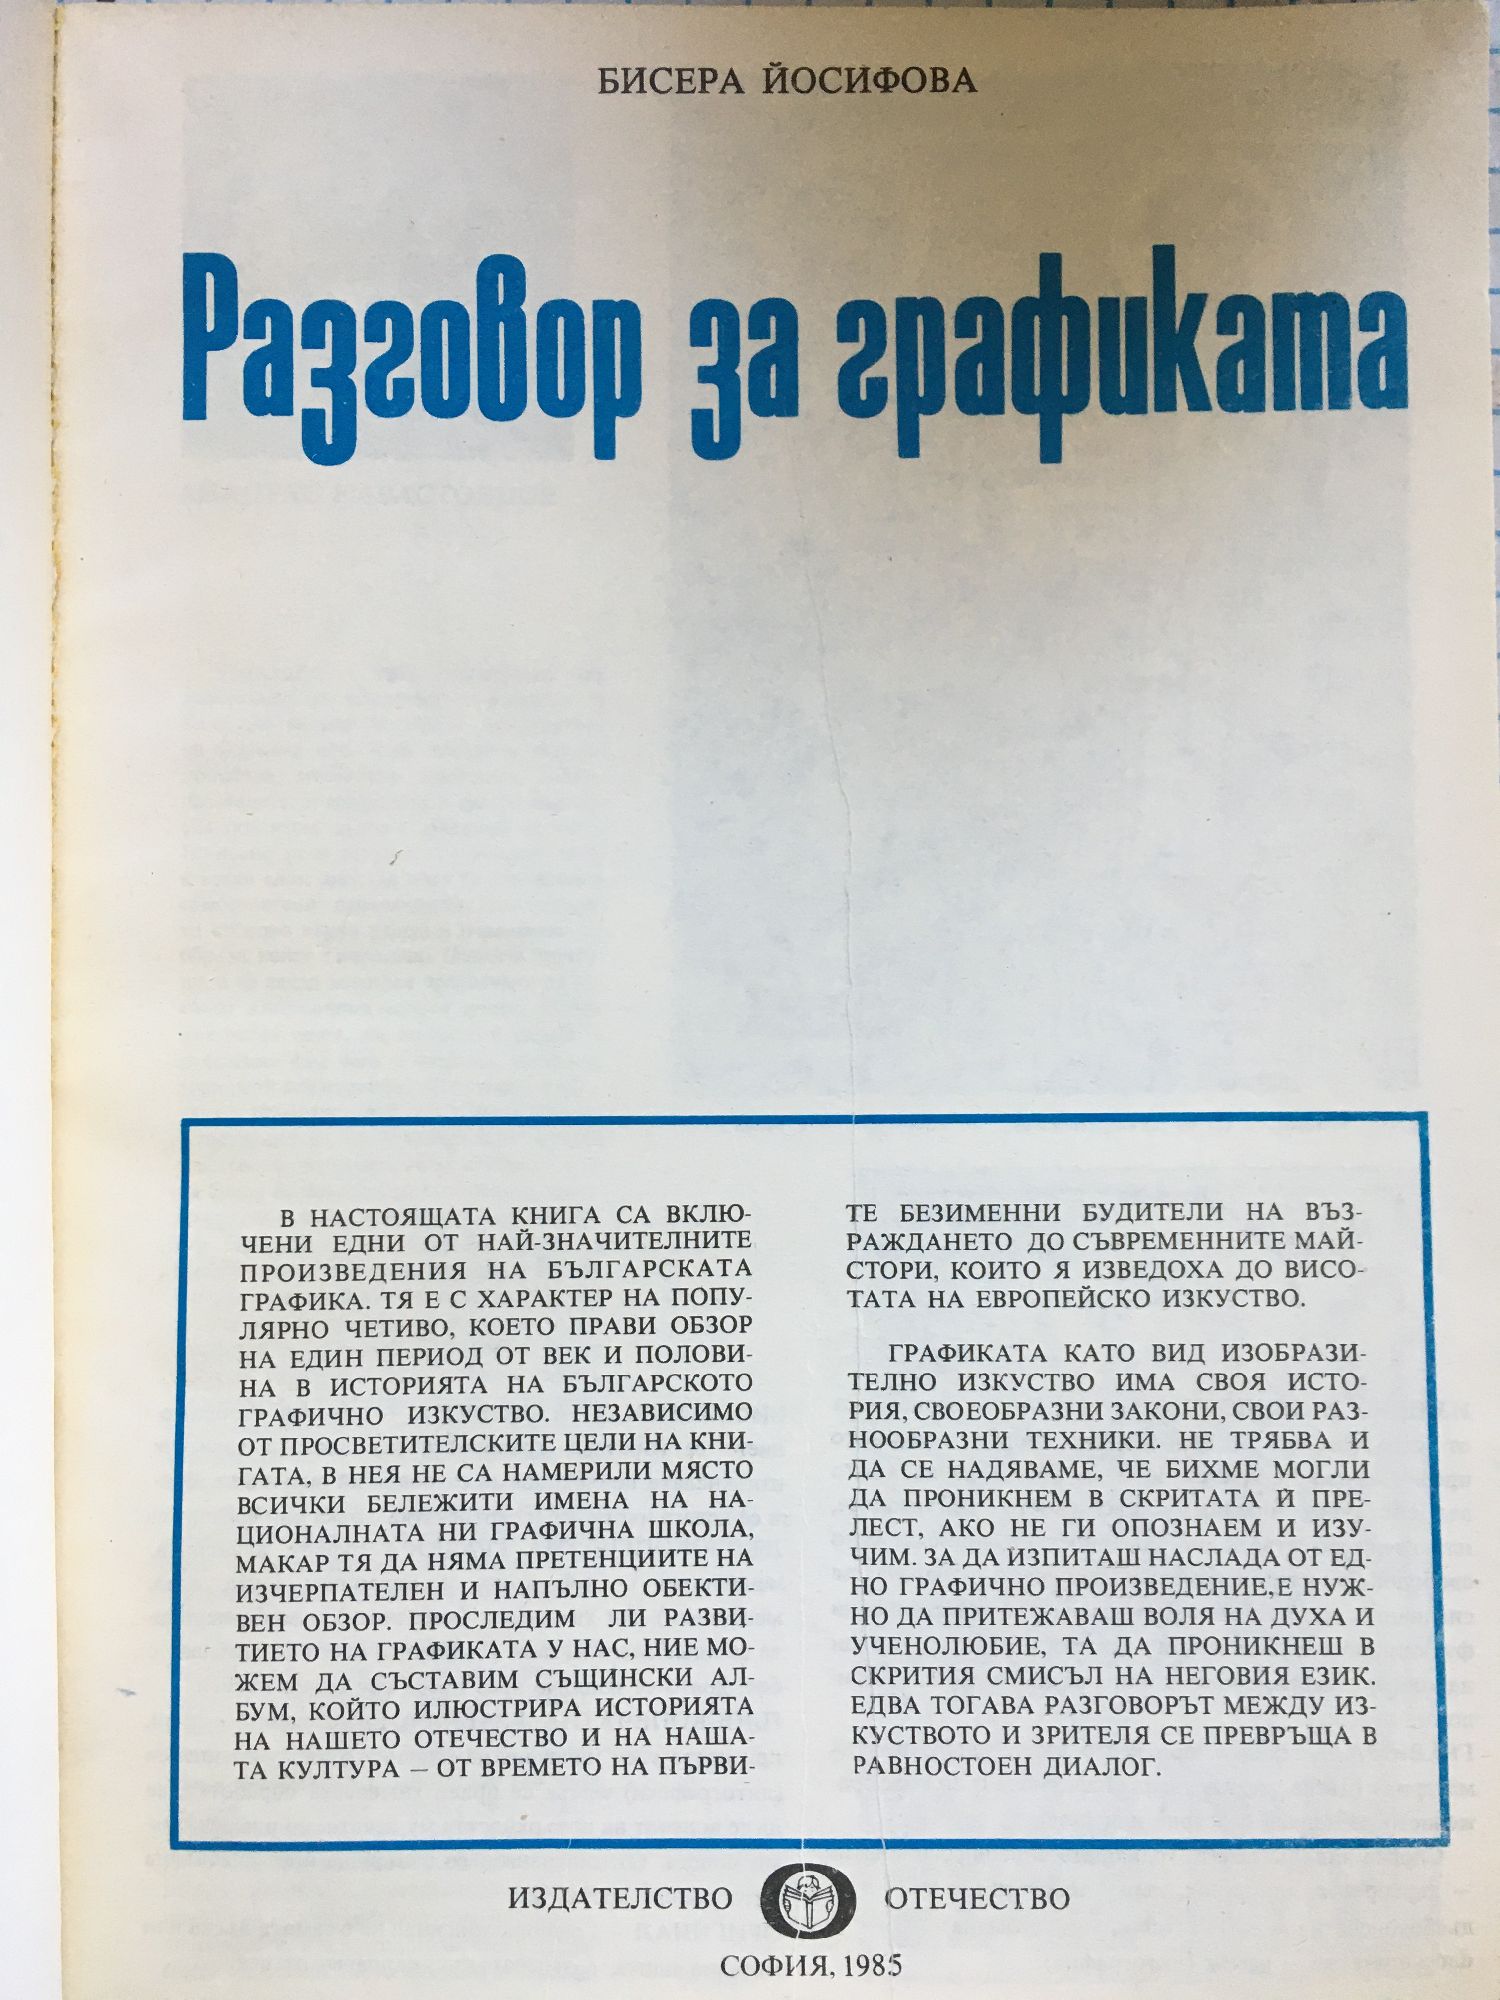 БИСЕРА ЙОСИФОВА
Разговор за графиката
В НАСТОЯЩАТА КНИГА СА ВКЛЮ-
ЧЕНИ ЕДНИ ОТ НАЙ-ЗНАЧИТЕЛНИТЕ
ПРОИЗВЕДЕНИЯ НА БЪЛГАРСКАТА
ГРАФИКА. ТЯ Е С ХАРАКТЕР НА ПОПУ-
ЛЯРНО ЧЕТИВО, КОЕТО ПРАВИ ОБЗОР
НА ЕДИН ПЕРИОД ОТ ВЕК И ПОЛОВИ-
НА В ИСТОРИЯТА НА БЪЛГАРСКОТО
ГРАФИЧНО ИЗКУСТВО. НЕЗАВИСИМО
ОТ ПРОСВЕТИТЕЛСКИТЕ ЦЕЛИ НА КНИ-
ГАТА, В НЕЯ НЕ СА НАМЕРИЛИ МЯСТО
ВСИЧКИ БЕЛЕЖИТИ ИМЕНА НА НА-
ЦИОНАЛНАТА НИ ГРАФИЧНА ШКОЛА,
МАКАР ТЯ ДА НЯМА ПРЕТЕНЦИИТЕ НА
ИЗЧЕРПАТЕЛЕН И НАПЪЛНО ОБЕКТИ-
ВЕН ОБЗОР. ПРОСЛЕДИМ ЛИ РАЗВИ-
ТИЕТО НА ГРАФИКАТА У НАС, НИЕ МО-
ЖЕМ ДА СЪСТАВИМ СЪЩИНСКИ АЛ-
БУМ, КОЙТО ИЛЮСТРИРА ИСТОРИЯТА
НА НАШЕТО ОТЕЧЕСТВО И НА НАША-
ТА КУЛТУРА – ОТ ВРЕМЕТО НА ПЪРВИ-
ТЕ БЕЗИМЕННИ БУДИТЕЛИ НА ВЪЗ-
РАЖДАНЕТО ДО СЪВРЕМЕННИТЕ МАЙ-
СТОРИ, КОИТО Я ИЗВЕДОХА ДО ВИСО-
ТАТА НА ЕВРОПЕЙСКО ИЗКУСТВО.
ГРАФИКАТА КАТО ВИД ИЗОБРАЗИ-
ТЕЛНО ИЗКУСТВО ИМА СВОЯ ИСТО-
РИЯ, СВОЕОБРАЗНИ ЗАКОНИ, СВОИ РАЗ-
НООБРАЗНИ ТЕХНИКИ. НЕ ТРЯБВА И
ДА СЕ НАДЯВАМЕ, ЧЕ БИХМЕ МОГЛИ
ДА ПРОНИКНЕМ В СКРИТАТА Ѝ ПРЕ-
ЛЕСТ, АКО НЕ ГИ ОПОЗНАЕМ И ИЗУ-
ЧИМ. ЗА ДА ИЗПИТАШ НАСЛАДА ОТ ЕД-
НО ГРАФИЧНО ПРОИЗВЕДЕНИЕ, Е НУЖ-
НО ДА ПРИТЕЖАВАШ ВОЛЯ НА ДУХА И
УЧЕНОЛЮБИЕ, ТА ДА ПРОНИКНЕШ В
СКРИТИЯ СМИСЪЛ НА НЕГОВИЯ ЕЗИК.
ЕДВА ТОГАВА РАЗГОВОРЪТ МЕЖДУ ИЗ-
КУСТВОТО И ЗРИТЕЛЯ СЕ ПРЕВРЪЩА В
РАВНОСТОЕН ДИАЛОГ.
ИЗДАТЕЛСТВО ОТЕЧЕСТВО
СОФИЯ, 1985